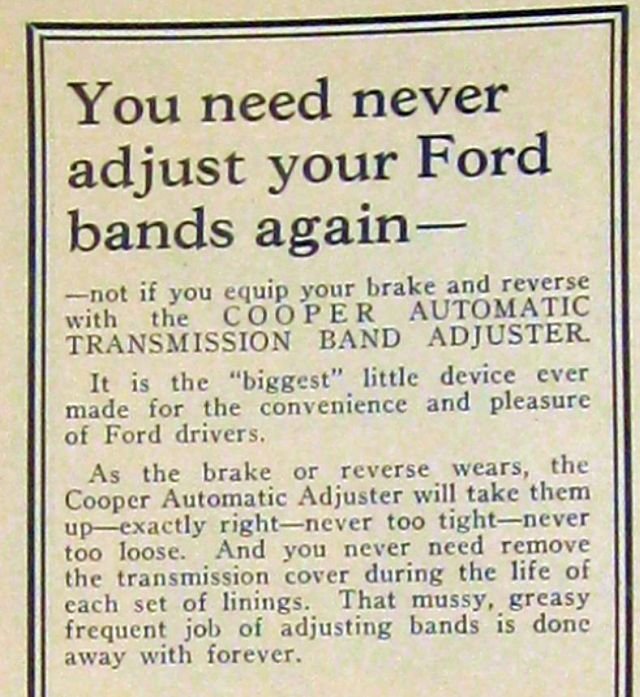 You need never
adjust your Ford
bands again—
—not if you equip your brake and reverse
with the COOPER AUTOMATIC
TRANSMISSION BAND ADJUSTER.
It is the "biggest" little device ever
made for the convenience and pleasure
of Ford drivers.
As the brake or reverse wears, the
Cooper Automatic Adjuster will take them
up—exactly right—never too tight—never
too loose. And you never need remove
the transmission cover during the life of
each set of linings. That mussy, greasy
frequent job of adjusting bands is done
away with forever.